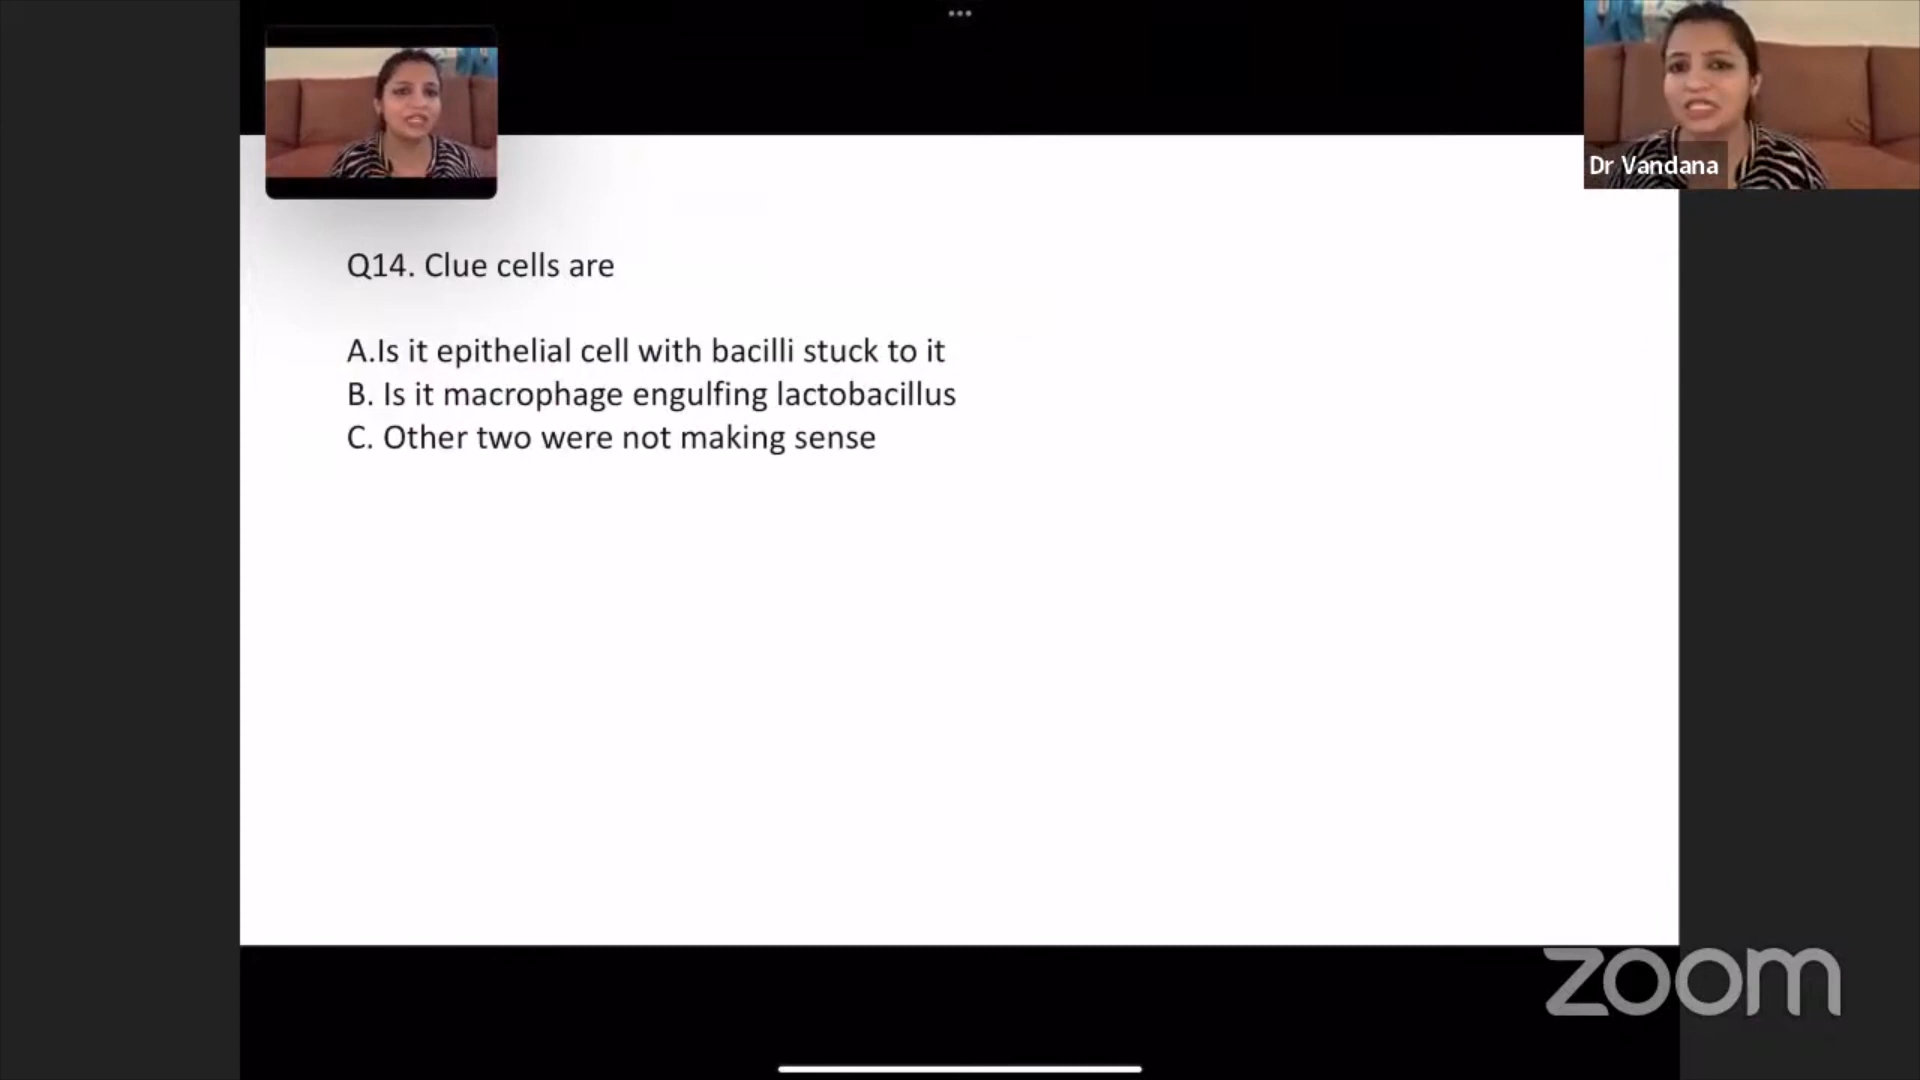 Dr Vandana
Q14. Clue cells are
A.Is it epithelial cell with bacilli stuck to it
B. Is it macrophage engulfing lactobacillus
C. Other two were not making sense
zoom